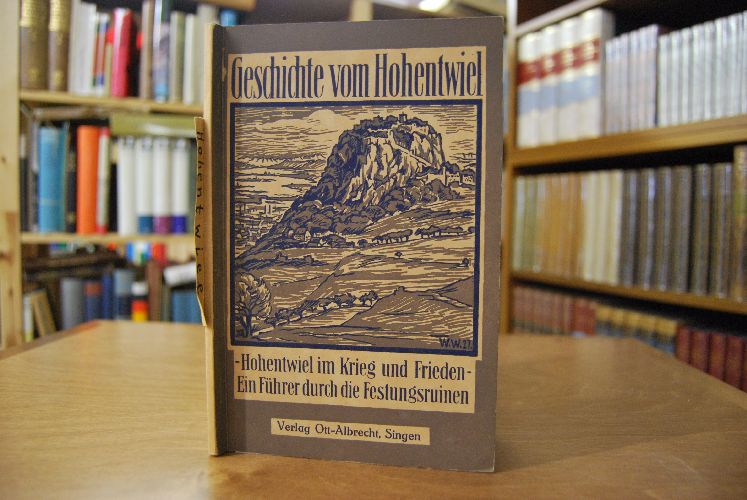 Geschichte vom Hohentwiel
W.W.27.
-Hohentwiel im Krieg und Frieden-
Ein Führer durch die Festungsruinen
Verlag Ott-Albrecht, Singen
Hohentwiel